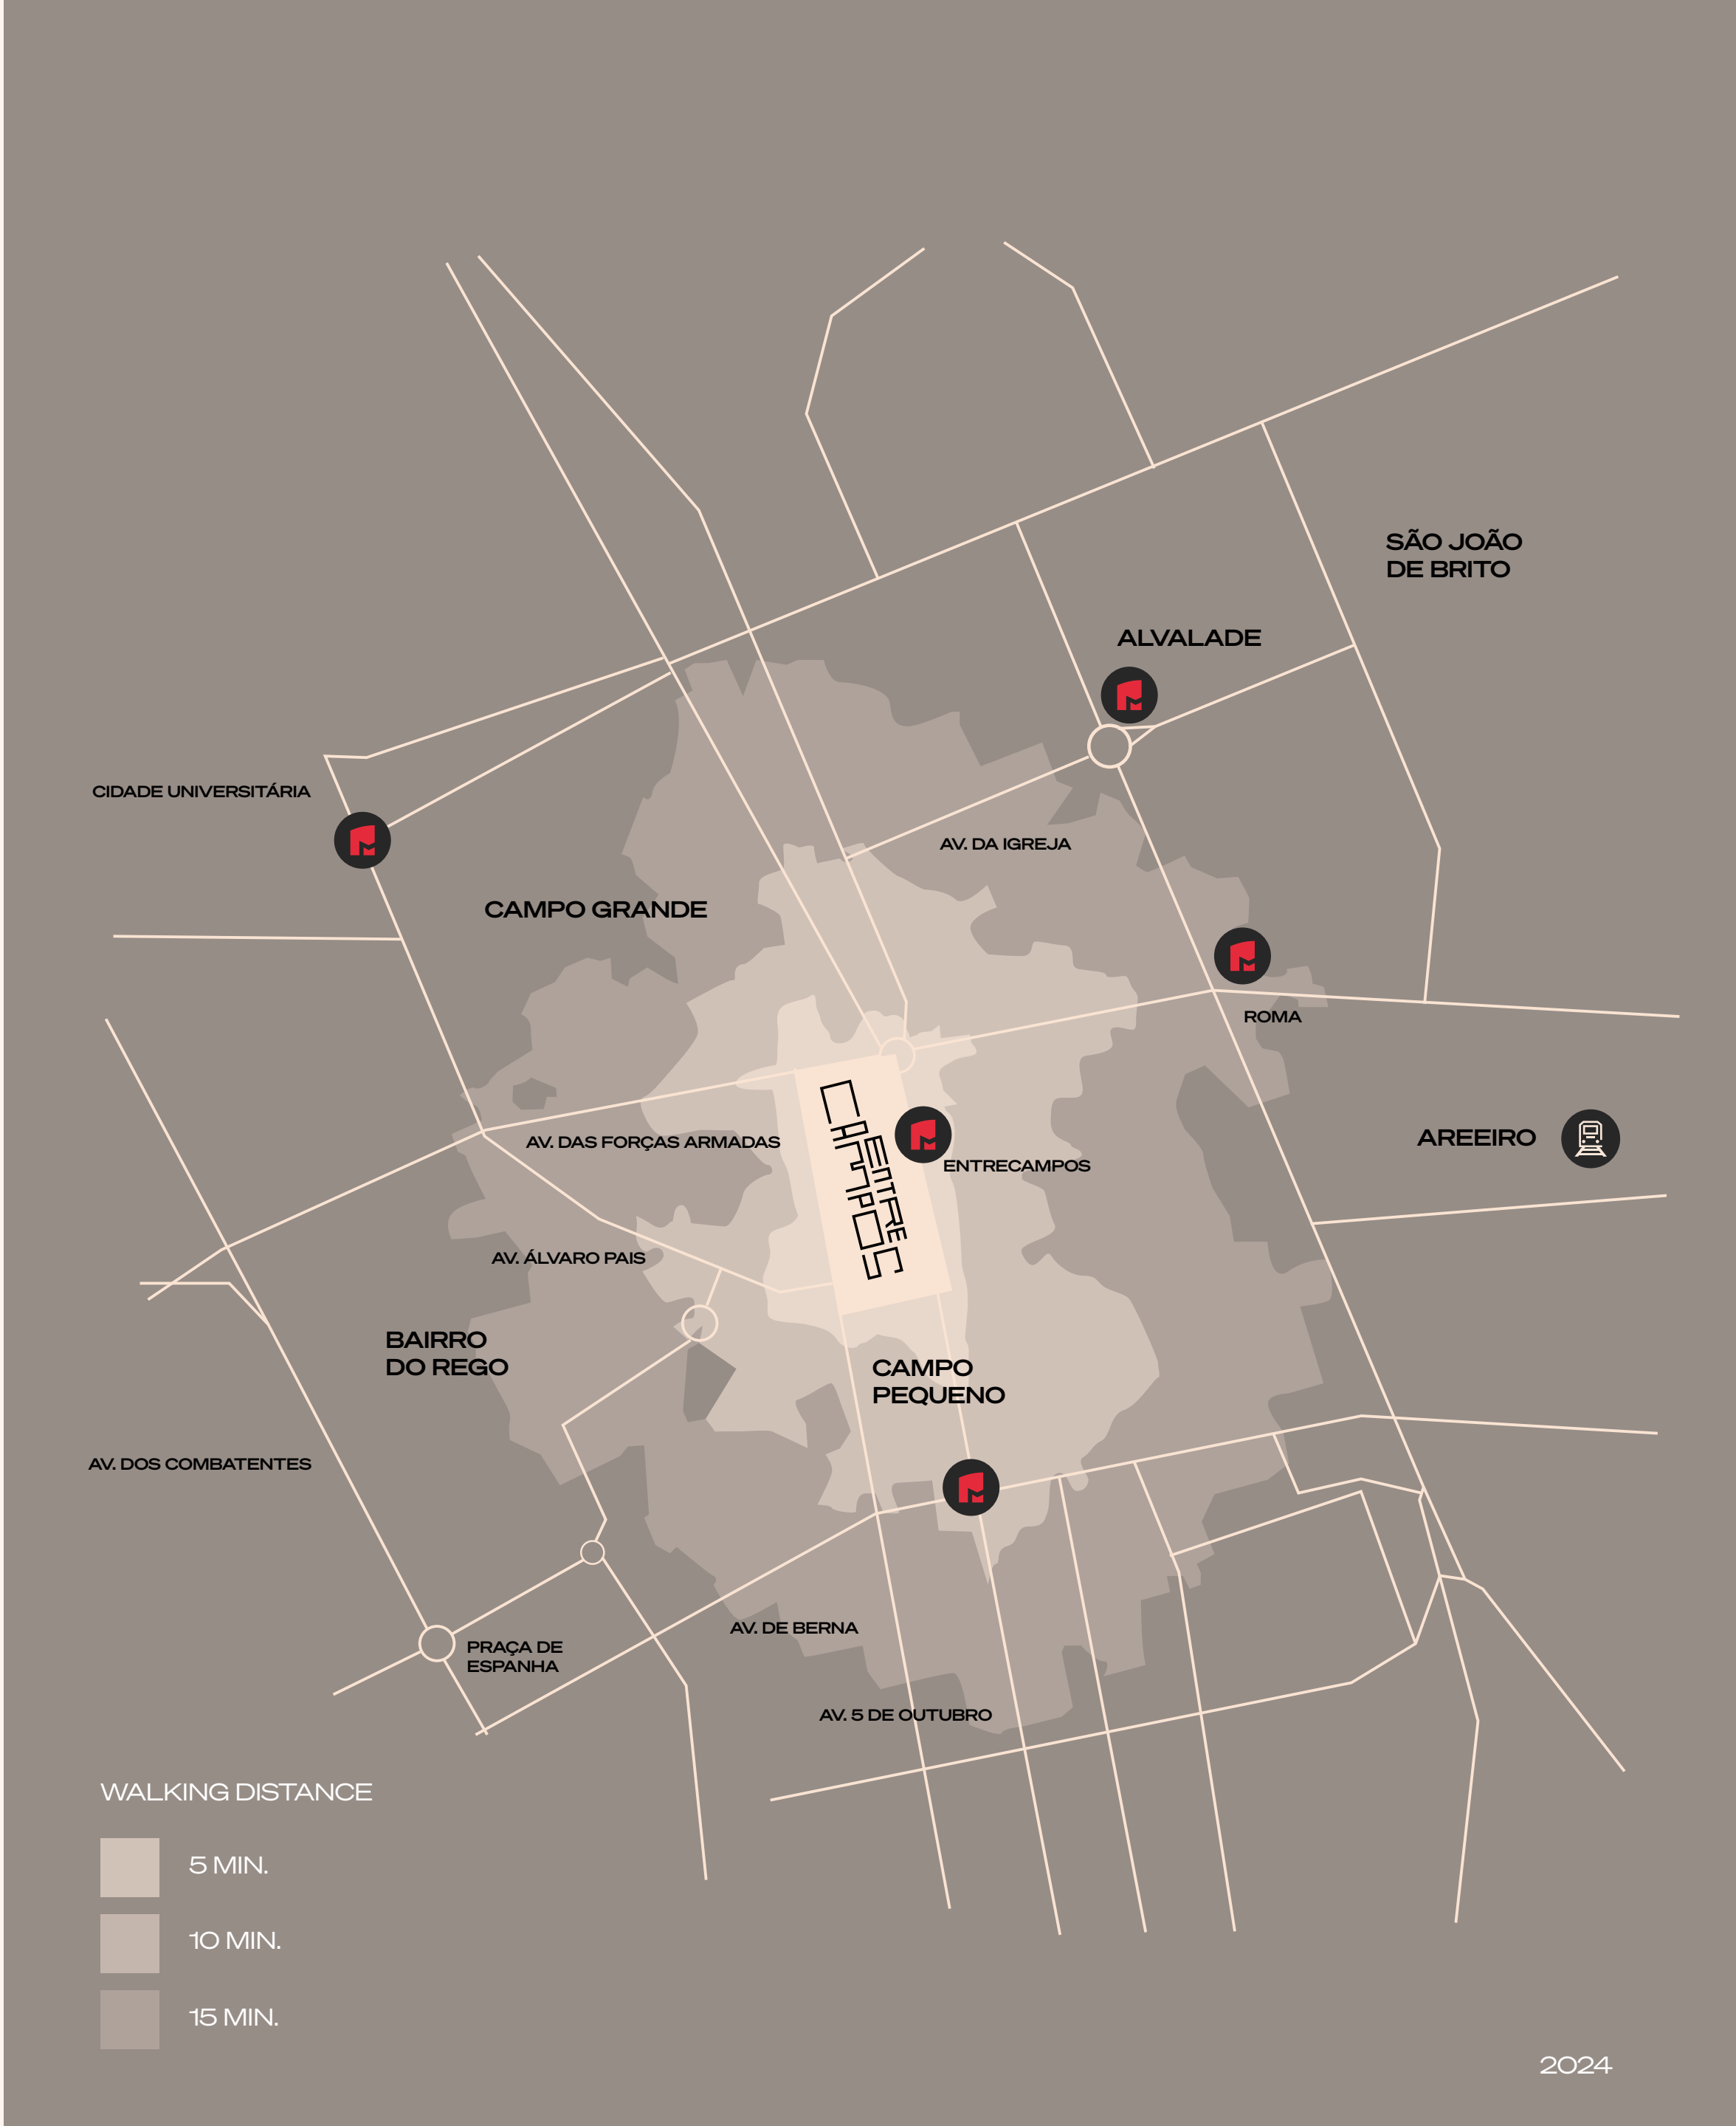 SÃO JOÃO
DE BRITO
ALVALADE
CIDADE UNIVERSITÁRIA
AV. DA IGREJA
CAMPO GRANDE
ROMA
AREEIRO
AV. DAS FORÇAS ARMADAS
ENTRECAMPOS
ENTRE
CAMPOS
AV. ÁLVARO PAIS
BAIRRO
DO REGO
CAMPO
PEQUENO
AV. DOS COMBATENTES
AV. DE BERNA
PRAÇA DE
ESPANHA
AV. 5 DE OUTUBRO
WALKING DISTANCE
5 MIN.
10 MIN.
15 MIN.
2024